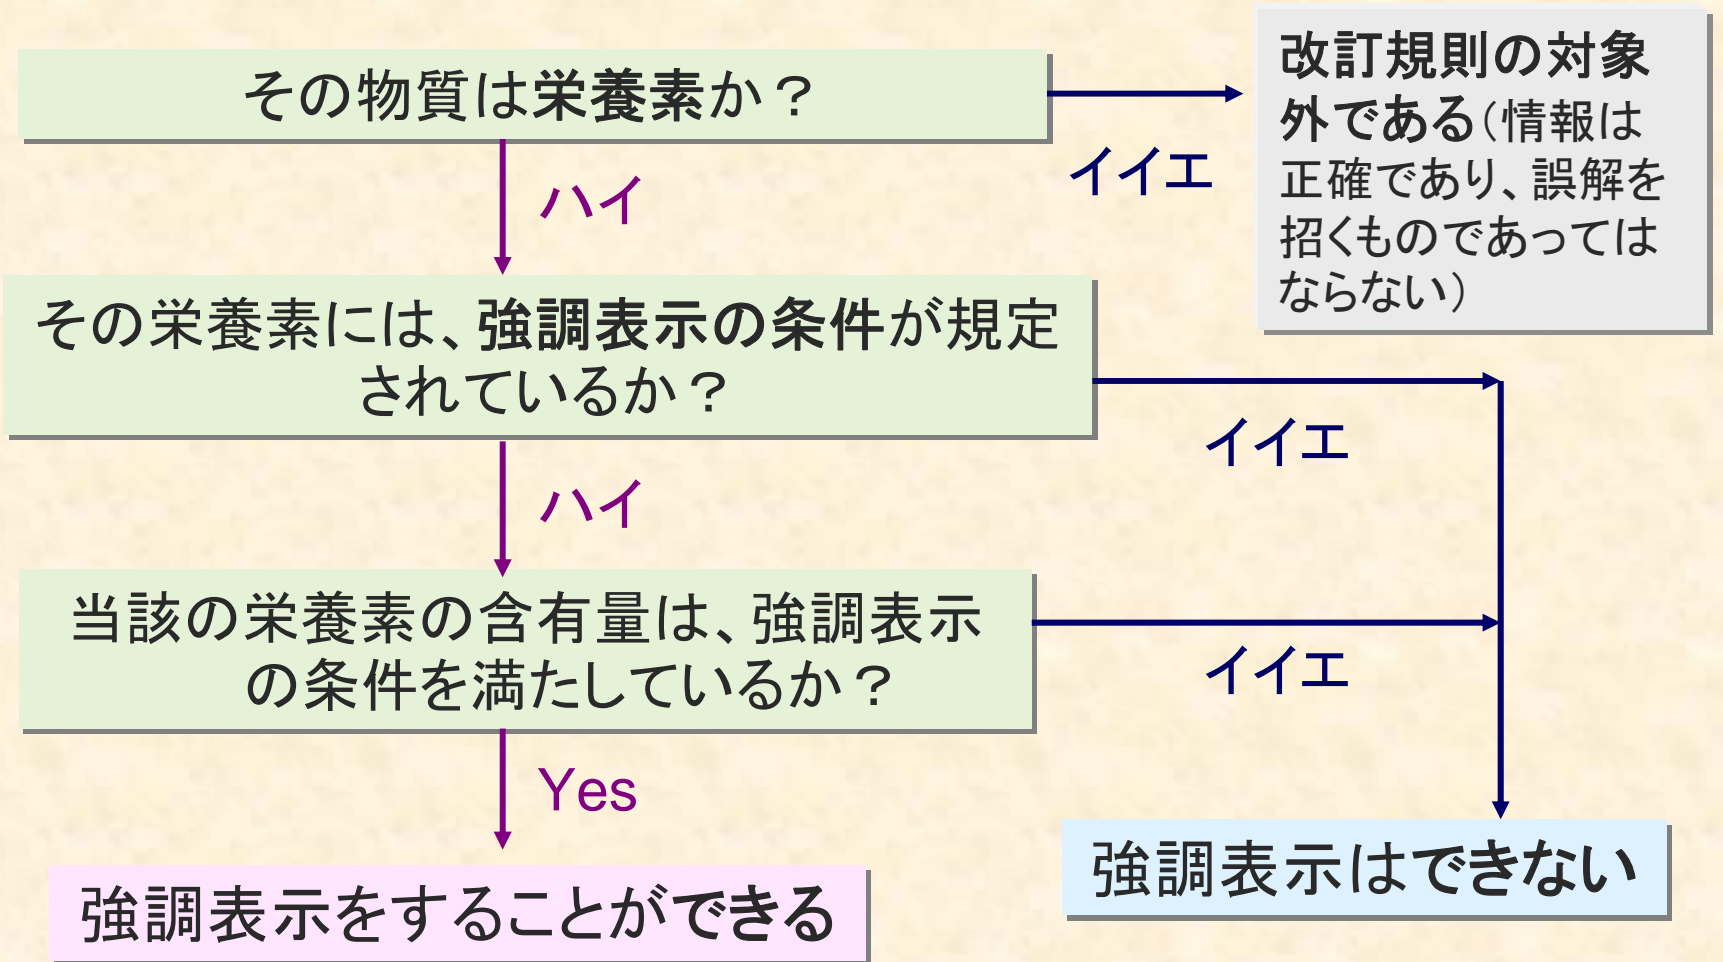 その物質は栄養素か？
イイエ
改訂規則の対象
外である（情報は
正確であり、誤解を
招くものであっては
ならない）
ハイ
その栄養素には、強調表示の条件が規定
されているか？
イイエ
ハイ
当該の栄養素の含有量は、強調表示
の条件を満たしているか？
イイエ
Yes
強調表示をすることができる
強調表示はできない